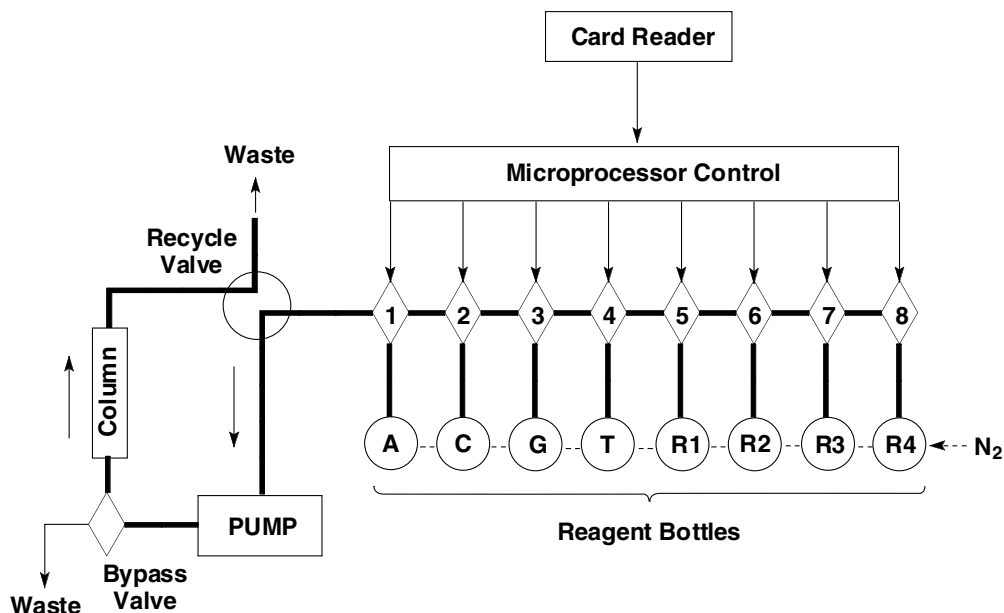 Card Reader
Microprocessor Control
Waste
Recycle
Valve
1 2 3 4 5 6 7 8
Column
A C G T R1 R2 R3 R4 N2
PUMP
Reagent Bottles
Bypass
Valve
Waste